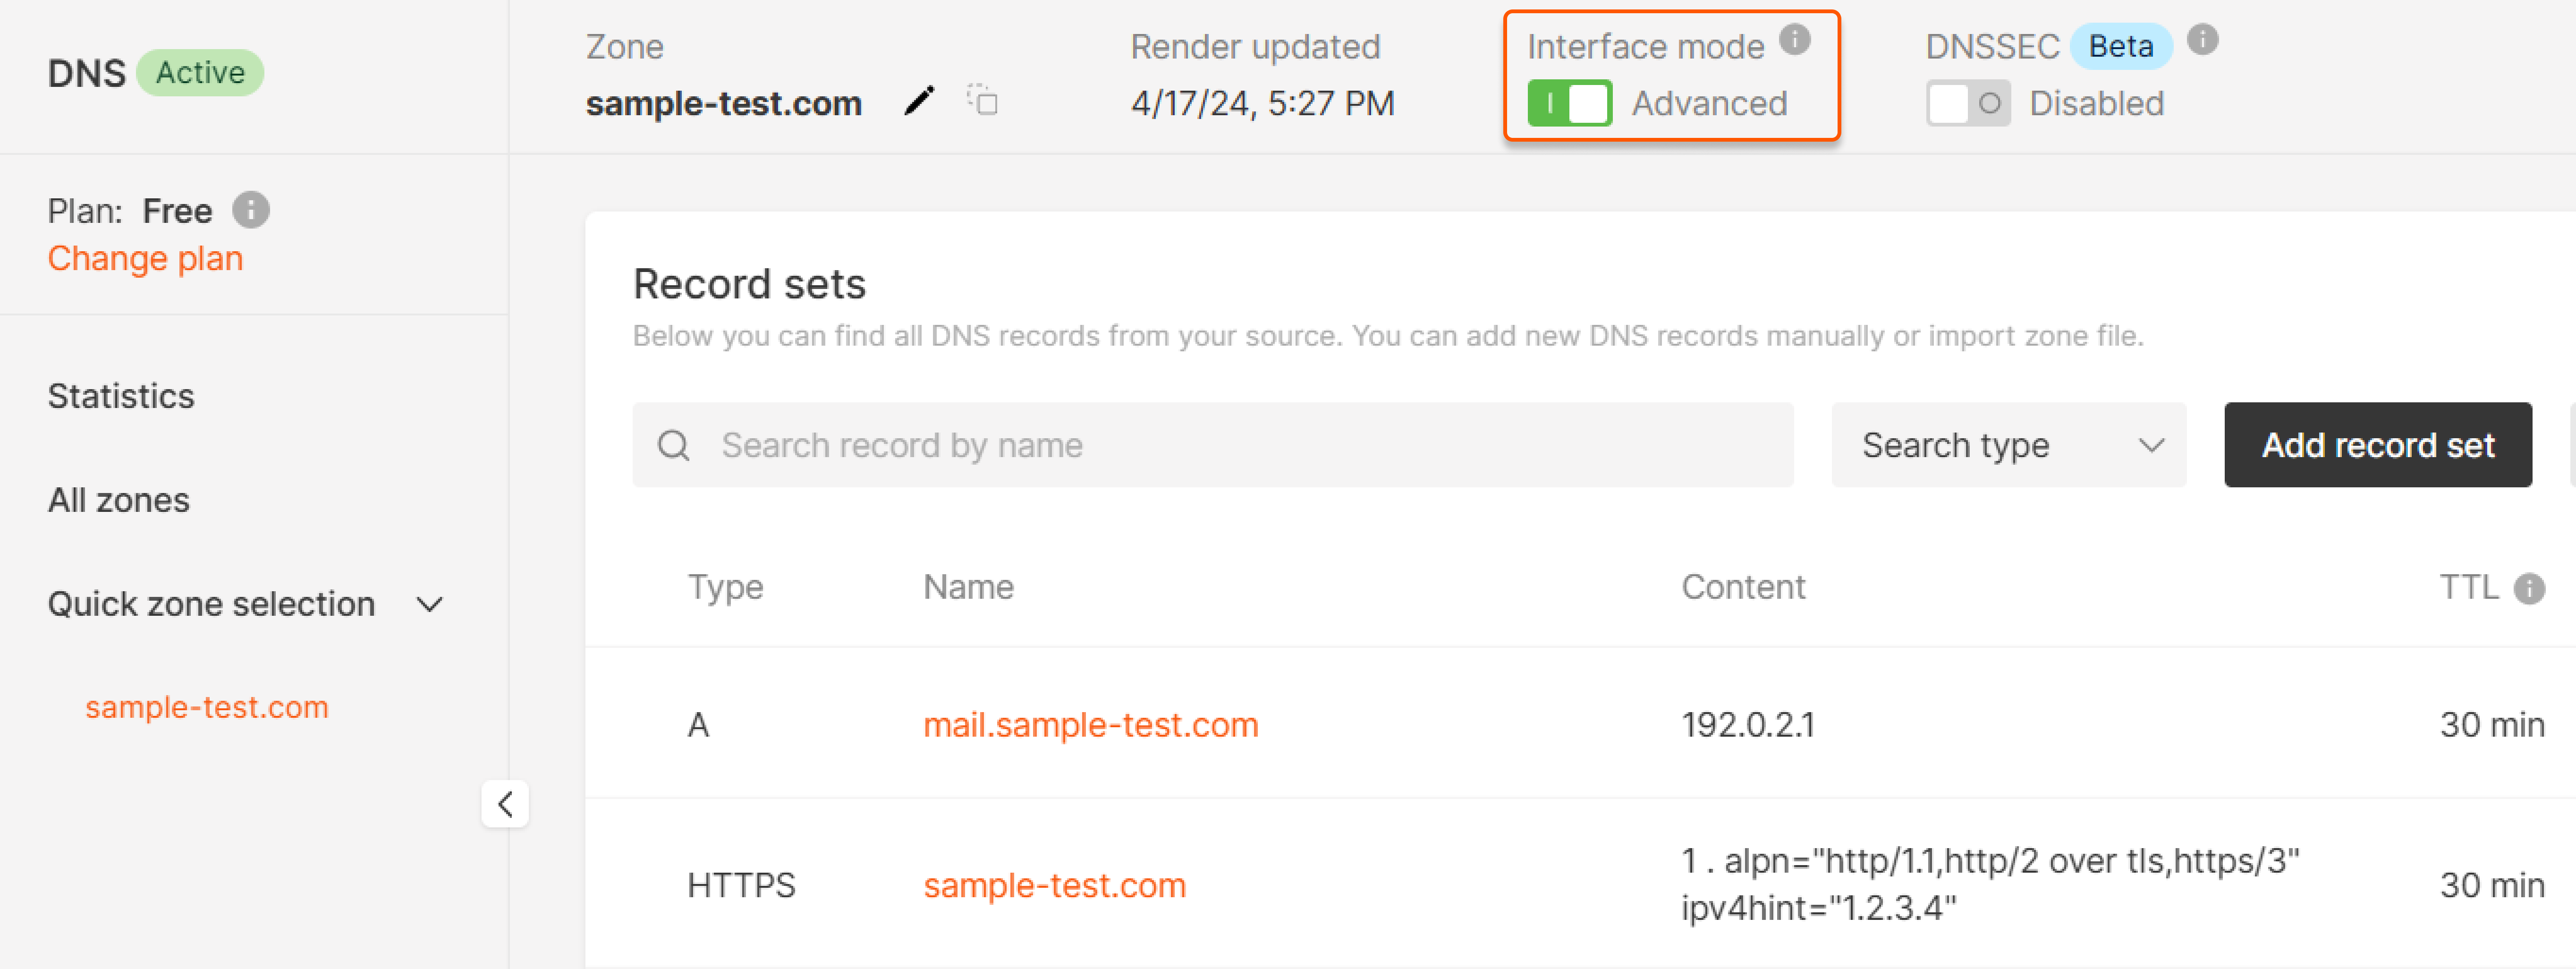 DNS Active
Plan: Free
Change plan
Statistics
All zones
Quick zone selection
sample-test.com
Zone
sample-test.com
Render updated
4/17/24, 5:27 PM
Interface mode
Advanced
DNSSEC Beta
Disabled
Record sets
Below you can find all DNS records from your source. You can add new DNS records manually or import zone file.
Search record by name
Search type
Add record set
Type Name Content TTL
A mail.sample-test.com 192.0.2.1 30 min
HTTPS sample-test.com 1 . alpn="http/1.1,http/2 over tls,https/3" 30 min
ipv4hint="1.2.3.4"